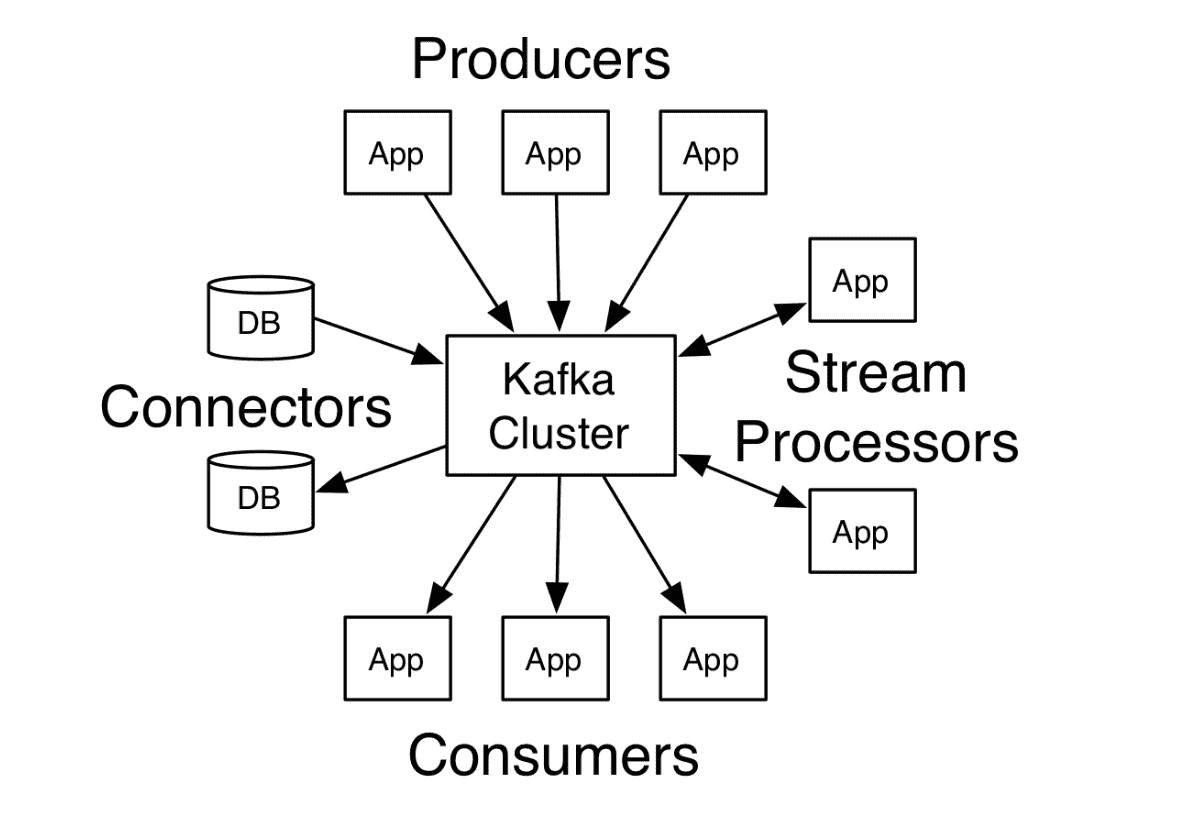 Producers
App
App
App
DB
Connectors
DB
Kafka
Cluster
App
Stream
Processors
App
App
App
App
Consumers